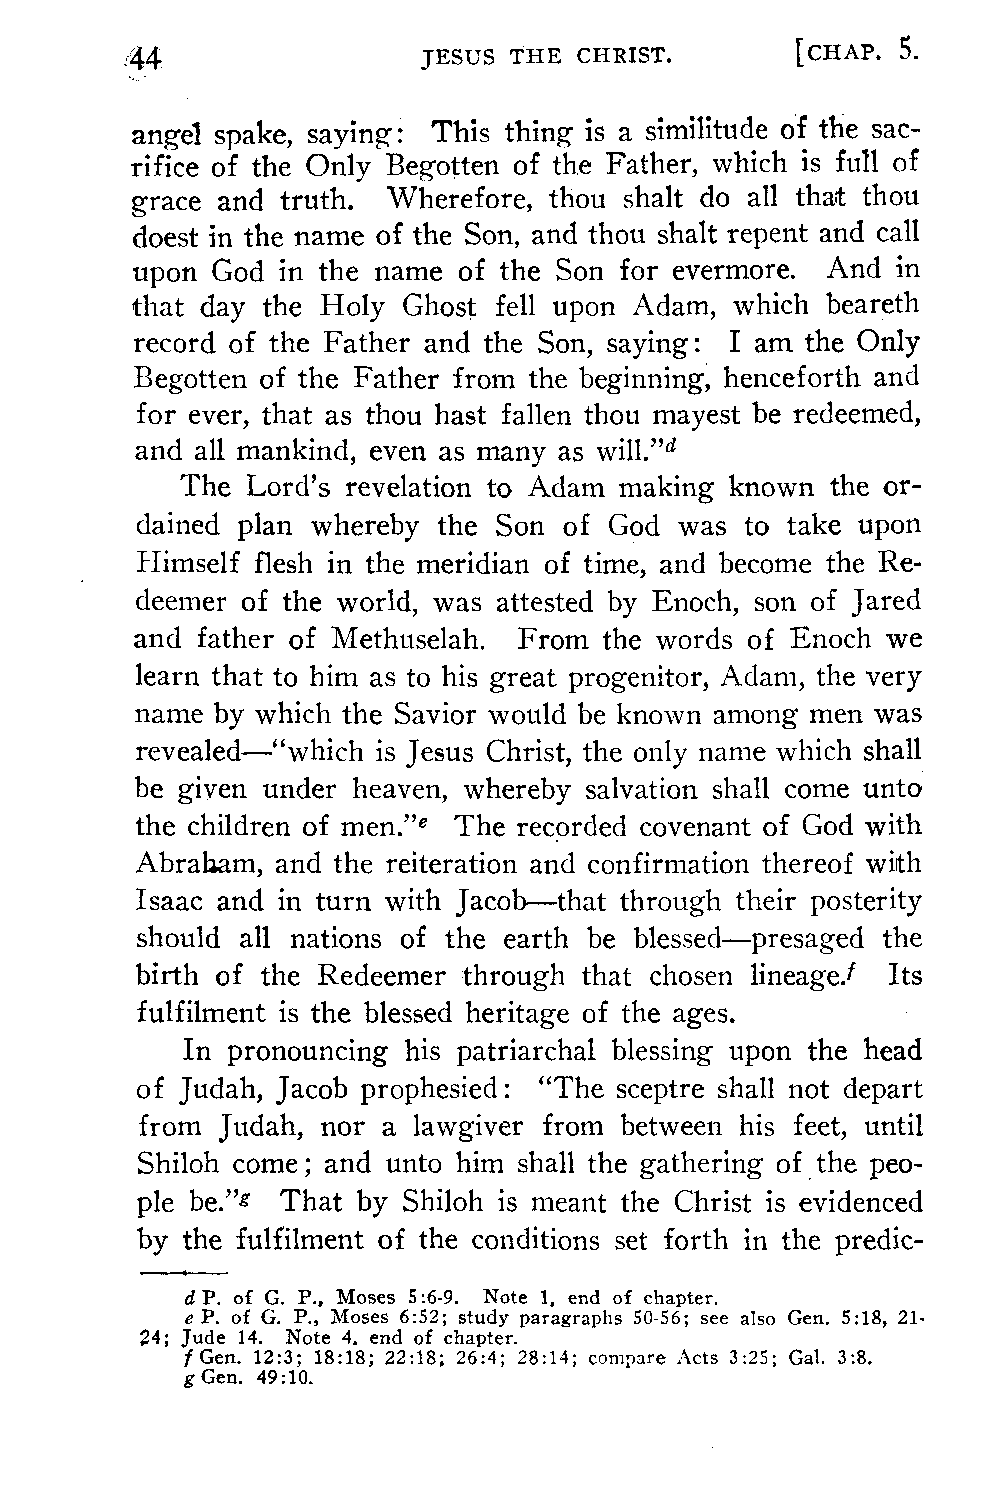 44 JESUS THE CHRIST. [CHAP. 5.
angel spake, saying: This thing is a similitude of the sac-
rifice of the Only Begotten of the Father, which is full of
grace and truth. Wherefore, thou shalt do all that thou
doest in the name of the Son, and thou shalt repent and call
upon God in the name of the Son for evermore. And in
that day the Holy Ghost fell upon Adam, which beareth
record of the Father and the Son, saying: I am the Only
Begotten of the Father from the beginning, henceforth and
for ever, that as thou hast fallen thou mayest be redeemed,
and all mankind, even as many as will."d
The Lord's revelation to Adam making known the or-
dained plan whereby the Son of God was to take upon
Himself flesh in the meridian of time, and become the Re-
deemer of the world, was attested by Enoch, son of Jared
and father of Methuselah. From the words of Enoch we
learn that to him as to his great progenitor, Adam, the very
name by which the Savior would be known among men was
revealed—"which is Jesus Christ, the only name which shall
be given under heaven, whereby salvation shall come unto
the children of men."e The recorded covenant of God with
Abraham, and the reiteration and confirmation thereof with
Isaac and in turn with Jacob—that through their posterity
should all nations of the earth be blessed—presaged the
birth of the Redeemer through that chosen lineage.f Its
fulfilment is the blessed heritage of the ages.
In pronouncing his patriarchal blessing upon the head
of Judah, Jacob prophesied: "The sceptre shall not depart
from Judah, nor a lawgiver from between his feet, until
Shiloh come; and unto him shall the gathering of the peo-
ple be."g That by Shiloh is meant the Christ is evidenced
by the fulfilment of the conditions set forth in the predic-
d P. of G. P., Moses 5:6-9. Note 1, end of chapter.
e P. of G. P., Moses 6:52; study paragraphs 50-56; see also Gen. 5:18, 21-
24; Jude 14. Note 4, end of chapter.
f Gen. 12:3; 18:18; 22:18; 26:4; 28:14; compare Acts 3:25; Gal. 3:8.
g Gen. 49:10.